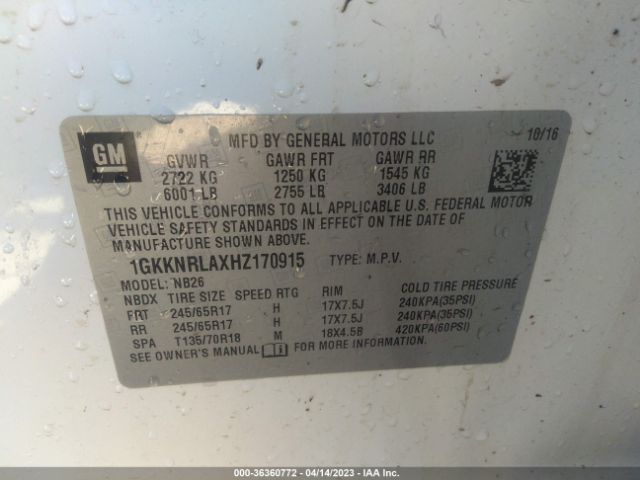 GM
MFD BY GENERAL MOTORS LLC 10/16
GVWR GAWR FRT GAWR RR
2722 KG 1250 KG 1545 KG
6001 LB 2755 LB 3406 LB
THIS VEHICLE CONFORMS TO ALL APPLICABLE U.S. FEDERAL MOTOR
VEHICLE SAFETY STANDARDS IN EFFECT ON THE DATE OF
MANUFACTURE SHOWN ABOVE.
1GKKNRLAXHZ170915 TYPE: M.P.V.
MODEL: NB26
NBDX TIRE SIZE SPEED RTG RIM COLD TIRE PRESSURE
FRT 245/65R17 H 17X7.5J 240KPA(35PSI)
RR 245/65R17 H 17X7.5J 240KPA(35PSI)
SPA T135/70R18 M 18X4.5B 420KPA(60PSI)
SEE OWNER'S MANUAL FOR MORE INFORMATION.
000-36360772 - 04/14/2023 - IAA Inc.